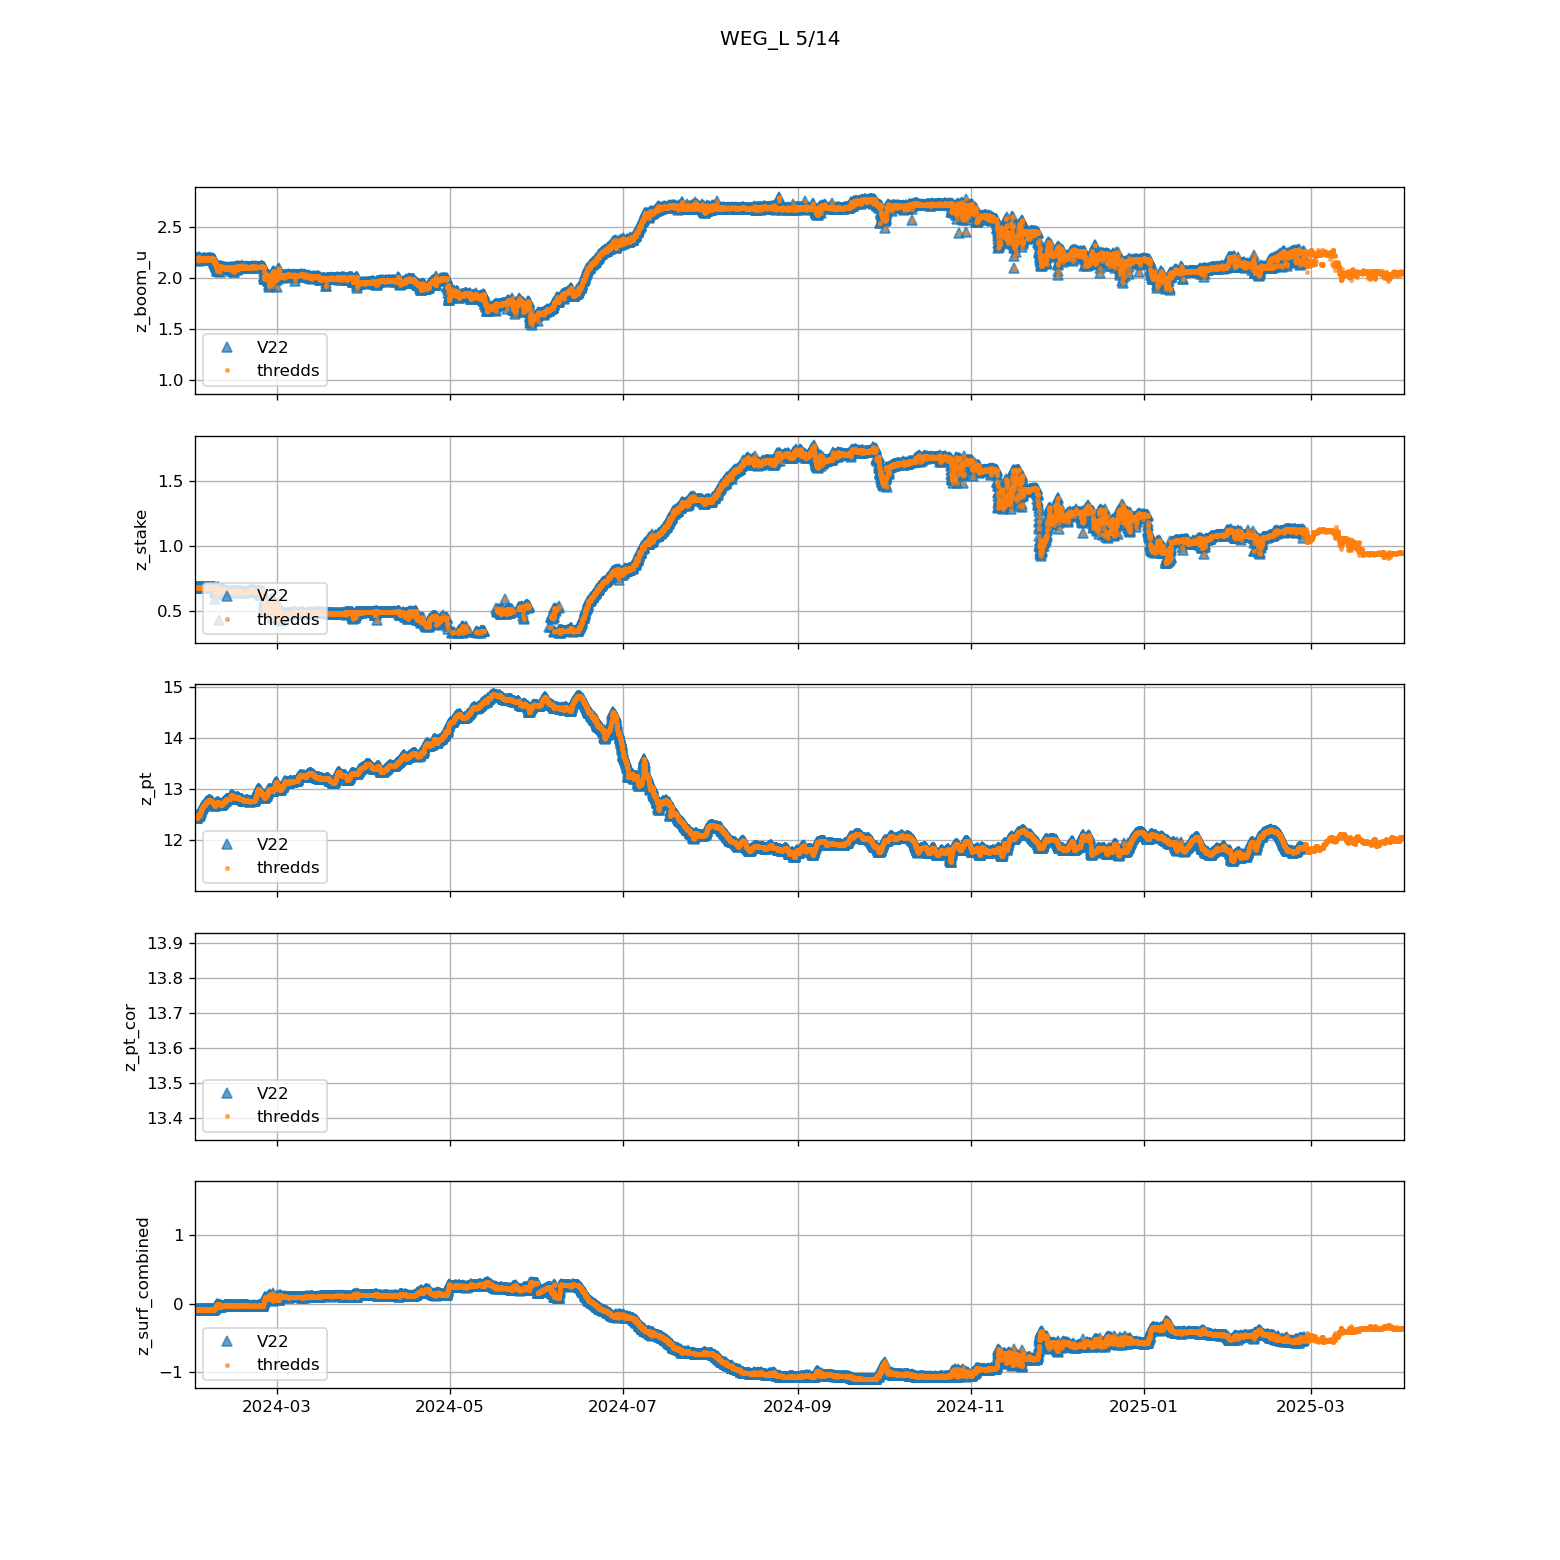 WEG_L 5/14
z_boom_u
2.5
2.0
1.5
1.0
V22
thredds
z_stake
1.5
1.0
0.5
V22
thredds
z_pt
15
14
13
12
V22
thredds
z_pt_cor
13.9
13.8
13.7
13.6
13.5
13.4
V22
thredds
z_surf_combined
1
0
−1
V22
thredds
2024-03 2024-05 2024-07 2024-09 2024-11 2025-01 2025-03